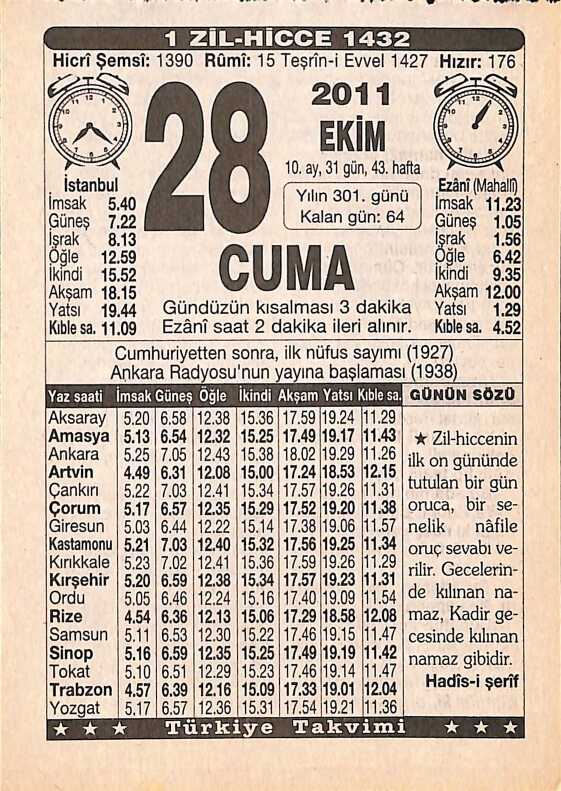 1 ZİL-HİCCE 1432
Hicrî Şemsî: 1390 Rûmî: 15 Teşrîn-i Evvel 1427 Hızır: 176
28
2011
EKİM
10. ay, 31 gün, 43. hafta
Yılın 301. günü
Kalan gün: 64
CUMA
Gündüzün kısalması 3 dakika
Ezânî saat 2 dakika ileri alınır.
İstanbul
İmsak 5.40
Güneş 7.22
İşrak 8.13
Öğle 12.59
İkindi 15.52
Akşam 18.15
Yatsı 19.44
Kıble sa. 11.09
Ezânî (Mahallî)
İmsak 11.23
Güneş 1.05
İşrak 1.56
Öğle 6.42
İkindi 9.35
Akşam 12.00
Yatsı 1.29
Kıble sa. 4.52
Cumhuriyetten sonra, ilk nüfus sayımı (1927)
Ankara Radyosu'nun yayına başlaması (1938)
Yaz saati İmsak Güneş Öğle İkindi Akşam Yatsı Kıble sa.
Aksaray 5.20 6.58 12.38 15.36 17.59 19.24 11.29
Amasya 5.13 6.54 12.32 15.25 17.49 19.17 11.43
Ankara 5.25 7.05 12.43 15.38 18.02 19.29 11.26
Artvin 4.49 6.31 12.08 15.00 17.24 18.53 12.15
Çankırı 5.22 7.03 12.41 15.34 17.57 19.26 11.31
Çorum 5.17 6.57 12.35 15.29 17.52 19.20 11.38
Giresun 5.03 6.44 12.22 15.14 17.38 19.06 11.57
Kastamonu 5.21 7.03 12.40 15.32 17.56 19.25 11.34
Kırıkkale 5.23 7.02 12.41 15.36 17.59 19.26 11.29
Kırşehir 5.20 6.59 12.38 15.34 17.57 19.23 11.31
Ordu 5.05 6.46 12.24 15.16 17.40 19.09 11.54
Rize 4.54 6.36 12.13 15.06 17.29 18.58 12.08
Samsun 5.11 6.53 12.30 15.22 17.46 19.15 11.47
Sinop 5.16 6.59 12.35 15.25 17.49 19.19 11.42
Tokat 5.10 6.51 12.29 15.23 17.46 19.14 11.47
Trabzon 4.57 6.39 12.16 15.09 17.33 19.01 12.04
Yozgat 5.17 6.57 12.36 15.31 17.54 19.21 11.36
GÜNÜN SÖZÜ
★ Zil-hiccenin
ilk on gününde
tutulan bir gün
oruca, bir se-
nelik nâfile
oruç sevabı ve-
rilir. Gecelerin-
de kılınan na-
maz, Kadir ge-
cesinde kılınan
namaz gibidir.
Hadîs-i şerîf
★ ★ ★ Türkiye Takvimi ★ ★ ★